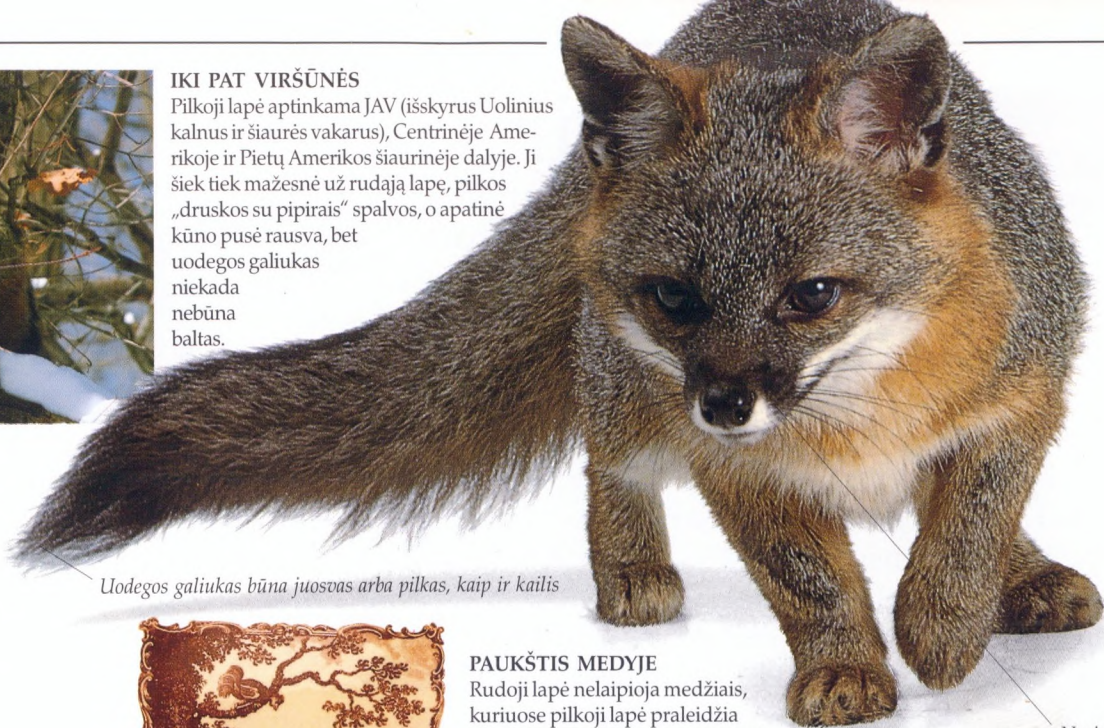 IKI PAT VIRŠŪNĖS
Pilkoji lapė aptinkama JAV (išskyrus Uolinius
kalnus ir šiaurės vakarus), Centrinėje Ame-
rikoje ir Pietų Amerikos šiaurinėje dalyje. Ji
šiek tiek mažesnė už rudąją lapę, pilkos
„druskos su pipirais“ spalvos, o apatinė
kūno pusė rausva, bet
uodegos galiukas
niekada
nebūna
baltas.
Uodegos galiukas būna juosvas arba pilkas, kaip ir kailis
PAUKŠTIS MEDYJE
Rudoji lapė nelaipioja medžiais,
kuriuose pilkoji lapė praleidžia